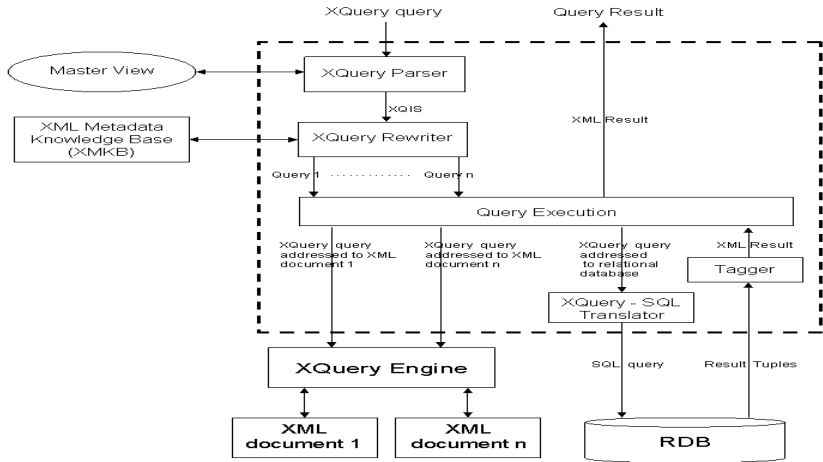 XQuery query
Query Result
Master View
XQuery Parser
XQIS
XML Metadata
Knowledge Base
(XMKB)
XQuery Rewriter
XML Result
Query 1 ............. Query n
Query Execution
XQuery query
addressed to XML
document 1
XQuery query
addressed to XML
document n
XQuery query
addressed
to relational
database
XML Result
Tagger
XQuery - SQL
Translator
XQuery Engine
SQL query
Result Tuples
XML
document 1
XML
document n
RDB